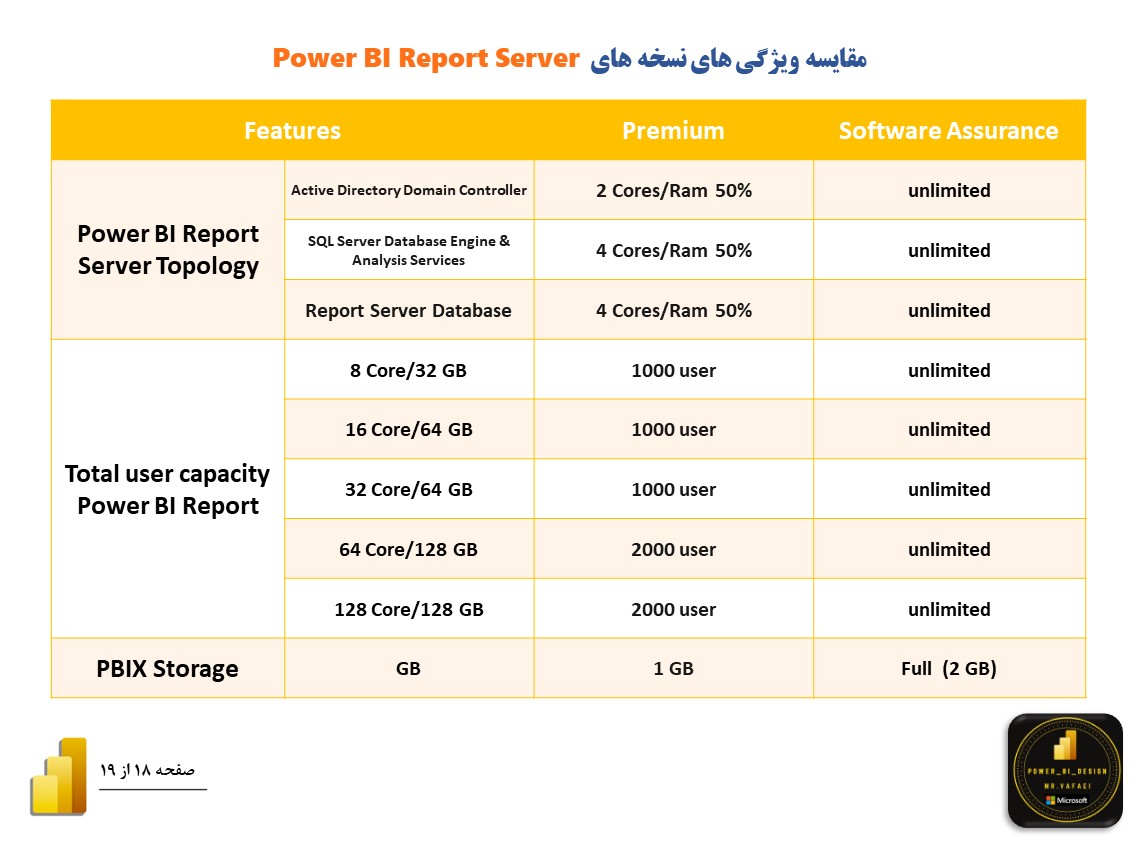 مقایسه ویژگی های نسخه های Power BI Report Server
Features Premium Software Assurance
Power BI Report
Server Topology
Active Directory Domain Controller 2 Cores/Ram 50% unlimited
SQL Server Database Engine &
Analysis Services
4 Cores/Ram 50% unlimited
Report Server Database 4 Cores/Ram 50% unlimited
Total user capacity
Power BI Report
8 Core/32 GB 1000 user unlimited
16 Core/64 GB 1000 user unlimited
32 Core/64 GB 1000 user unlimited
64 Core/128 GB 2000 user unlimited
128 Core/128 GB 2000 user unlimited
PBIX Storage GB 1 GB Full (2 GB)
صفحه ۱۸ از ۱۹
POWER_BI_DESIGN
MR.VAFAEI
Microsoft